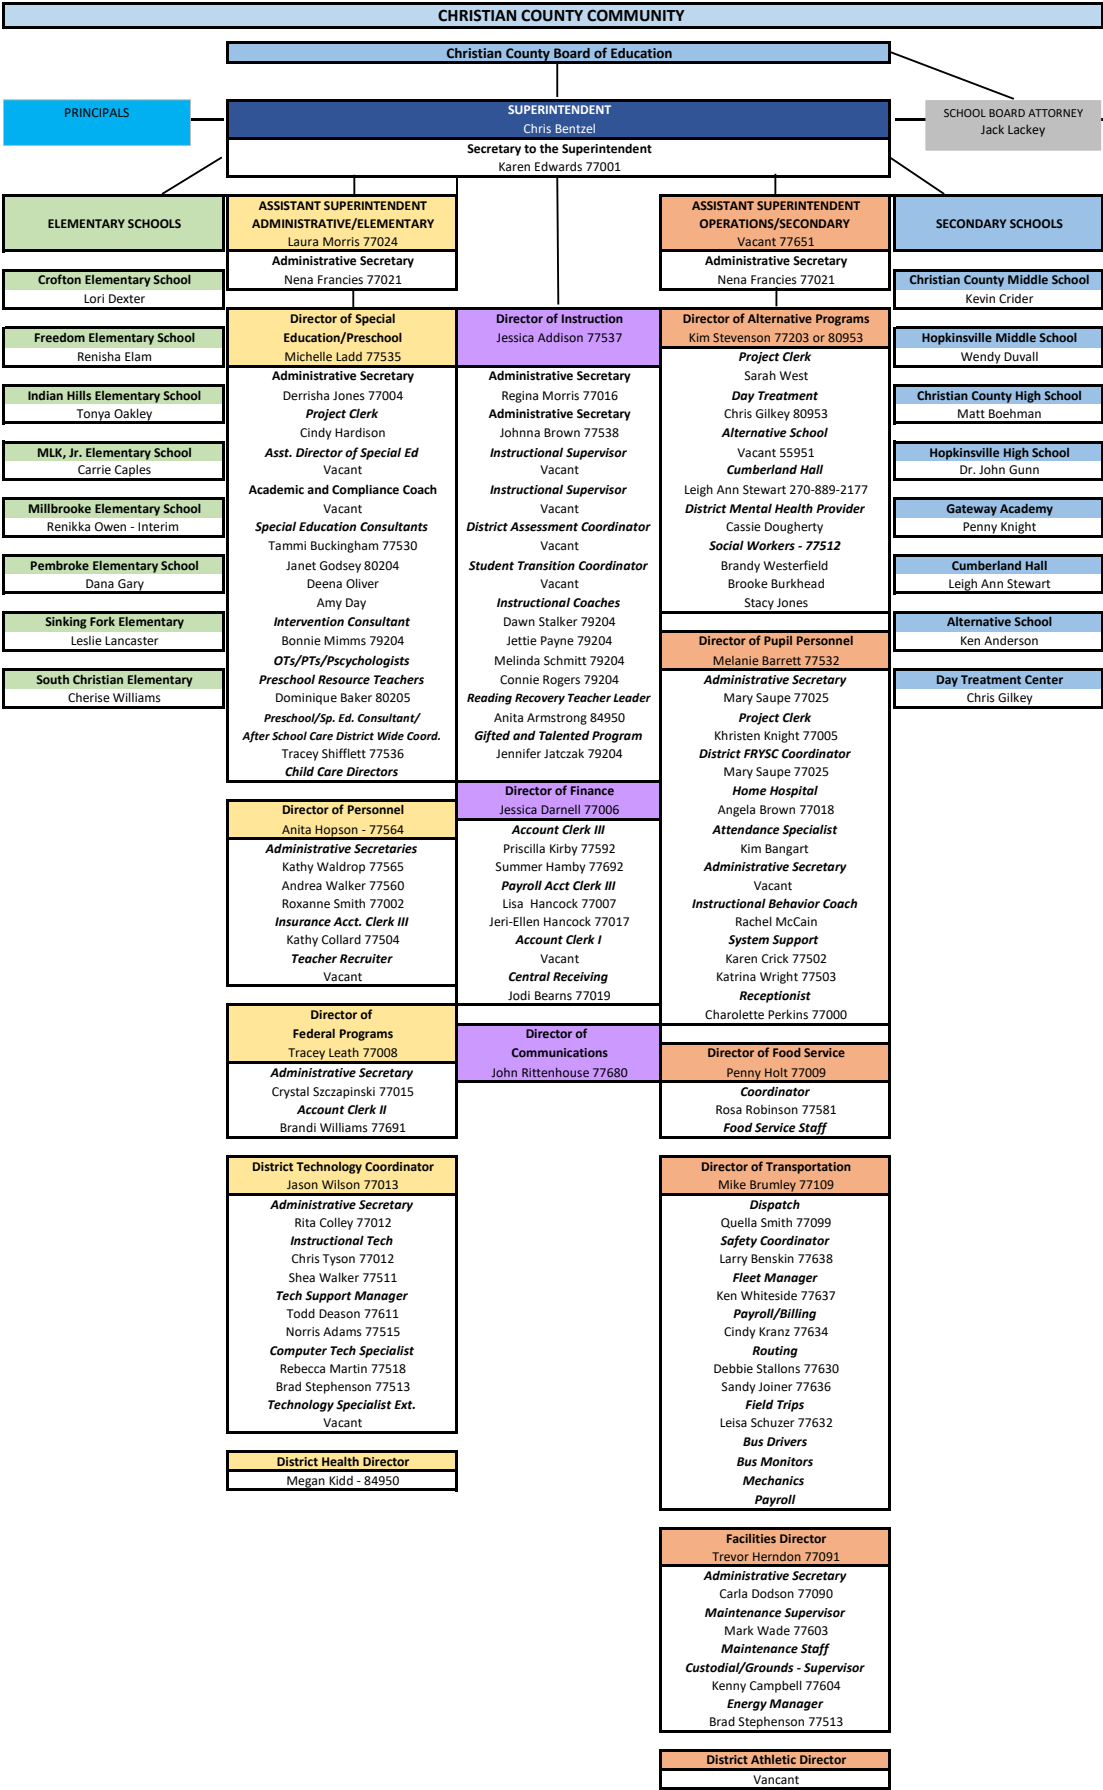 CHRISTIAN COUNTY COMMUNITY
Christian County Board of Education
PRINCIPALS
SUPERINTENDENT
Chris Bentzel
Secretary to the Superintendent
Karen Edwards 77001
SCHOOL BOARD ATTORNEY
Jack Lackey
ELEMENTARY SCHOOLS
Crofton Elementary School
Lori Dexter
Freedom Elementary School
Renisha Elam
Indian Hills Elementary School
Tonya Oakley
MLK, Jr. Elementary School
Carrie Caples
Millbrooke Elementary School
Renikka Owen - Interim
Pembroke Elementary School
Dana Gary
Sinking Fork Elementary
Leslie Lancaster
South Christian Elementary
Cherise Williams
ASSISTANT SUPERINTENDENT
ADMINISTRATIVE/ELEMENTARY
Laura Morris 77024
Administrative Secretary
Nena Francies 77021
Director of Special
Education/Preschool
Michelle Ladd 77535
Administrative Secretary
Derrisha Jones 77004
Project Clerk
Cindy Hardison
Asst. Director of Special Ed
Vacant
Academic and Compliance Coach
Vacant
Special Education Consultants
Tammi Buckingham 77530
Janet Godsey 80204
Deena Oliver
Amy Day
Intervention Consultant
Bonnie Mimms 79204
OTs/PTs/Pscychologists
Preschool Resource Teachers
Dominique Baker 80205
Preschool/Sp. Ed. Consultant/
After School Care District Wide Coord.
Tracey Shifflett 77536
Child Care Directors
Director of Personnel
Anita Hopson - 77564
Administrative Secretaries
Kathy Waldrop 77565
Andrea Walker 77560
Roxanne Smith 77002
Insurance Acct. Clerk III
Kathy Collard 77504
Teacher Recruiter
Vacant
Director of
Federal Programs
Tracey Leath 77008
Administrative Secretary
Crystal Szczapinski 77015
Account Clerk II
Brandi Williams 77691
District Technology Coordinator
Jason Wilson 77013
Administrative Secretary
Rita Colley 77012
Instructional Tech
Chris Tyson 77012
Shea Walker 77511
Tech Support Manager
Todd Deason 77611
Norris Adams 77515
Computer Tech Specialist
Rebecca Martin 77518
Brad Stephenson 77513
Technology Specialist Ext.
Vacant
District Health Director
Megan Kidd - 84950
Director of Instruction
Jessica Addison 77537
Administrative Secretary
Regina Morris 77016
Administrative Secretary
Johnna Brown 77538
Instructional Supervisor
Vacant
Instructional Supervisor
Vacant
District Assessment Coordinator
Vacant
Student Transition Coordinator
Vacant
Instructional Coaches
Dawn Stalker 79204
Jettie Payne 79204
Melinda Schmitt 79204
Connie Rogers 79204
Reading Recovery Teacher Leader
Anita Armstrong 84950
Gifted and Talented Program
Jennifer Jatczak 79204
Director of Finance
Jessica Darnell 77006
Account Clerk III
Priscilla Kirby 77592
Summer Hamby 77692
Payroll Acct Clerk III
Lisa Hancock 77007
Jeri-Ellen Hancock 77017
Account Clerk I
Vacant
Central Receiving
Jodi Bearns 77019
Director of
Communications
John Rittenhouse 77680
ASSISTANT SUPERINTENDENT
OPERATIONS/SECONDARY
Vacant 77651
Administrative Secretary
Nena Francies 77021
Director of Alternative Programs
Kim Stevenson 77203 or 80953
Project Clerk
Sarah West
Day Treatment
Chris Gilkey 80953
Alternative School
Vacant 55951
Cumberland Hall
Leigh Ann Stewart 270-889-2177
District Mental Health Provider
Cassie Dougherty
Social Workers - 77512
Brandy Westerfield
Brooke Burkhead
Stacy Jones
Director of Pupil Personnel
Melanie Barrett 77532
Administrative Secretary
Mary Saupe 77025
Project Clerk
Khristen Knight 77005
District FRYSC Coordinator
Mary Saupe 77025
Home Hospital
Angela Brown 77018
Attendance Specialist
Kim Bangart
Administrative Secretary
Vacant
Instructional Behavior Coach
Rachel McCain
System Support
Karen Crick 77502
Katrina Wright 77503
Receptionist
Charolette Perkins 77000
Director of Food Service
Penny Holt 77009
Coordinator
Rosa Robinson 77581
Food Service Staff
Director of Transportation
Mike Brumley 77109
Dispatch
Quella Smith 77099
Safety Coordinator
Larry Benskin 77638
Fleet Manager
Ken Whiteside 77637
Payroll/Billing
Cindy Kranz 77634
Routing
Debbie Stallons 77630
Sandy Joiner 77636
Field Trips
Leisa Schuzer 77632
Bus Drivers
Bus Monitors
Mechanics
Payroll
Facilities Director
Trevor Herndon 77091
Administrative Secretary
Carla Dodson 77090
Maintenance Supervisor
Mark Wade 77603
Maintenance Staff
Custodial/Grounds - Supervisor
Kenny Campbell 77604
Energy Manager
Brad Stephenson 77513
District Athletic Director
Vancant
SECONDARY SCHOOLS
Christian County Middle School
Kevin Crider
Hopkinsville Middle School
Wendy Duvall
Christian County High School
Matt Boehman
Hopkinsville High School
Dr. John Gunn
Gateway Academy
Penny Knight
Cumberland Hall
Leigh Ann Stewart
Alternative School
Ken Anderson
Day Treatment Center
Chris Gilkey